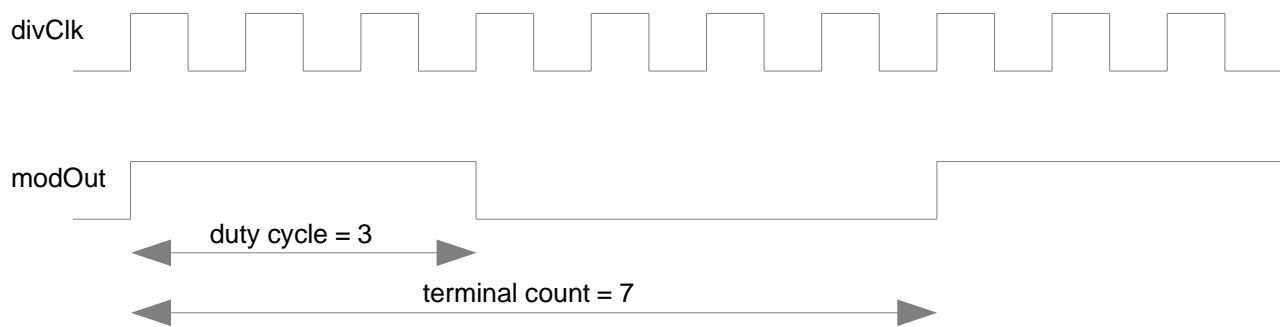 divClk
modOut
duty cycle = 3
terminal count = 7